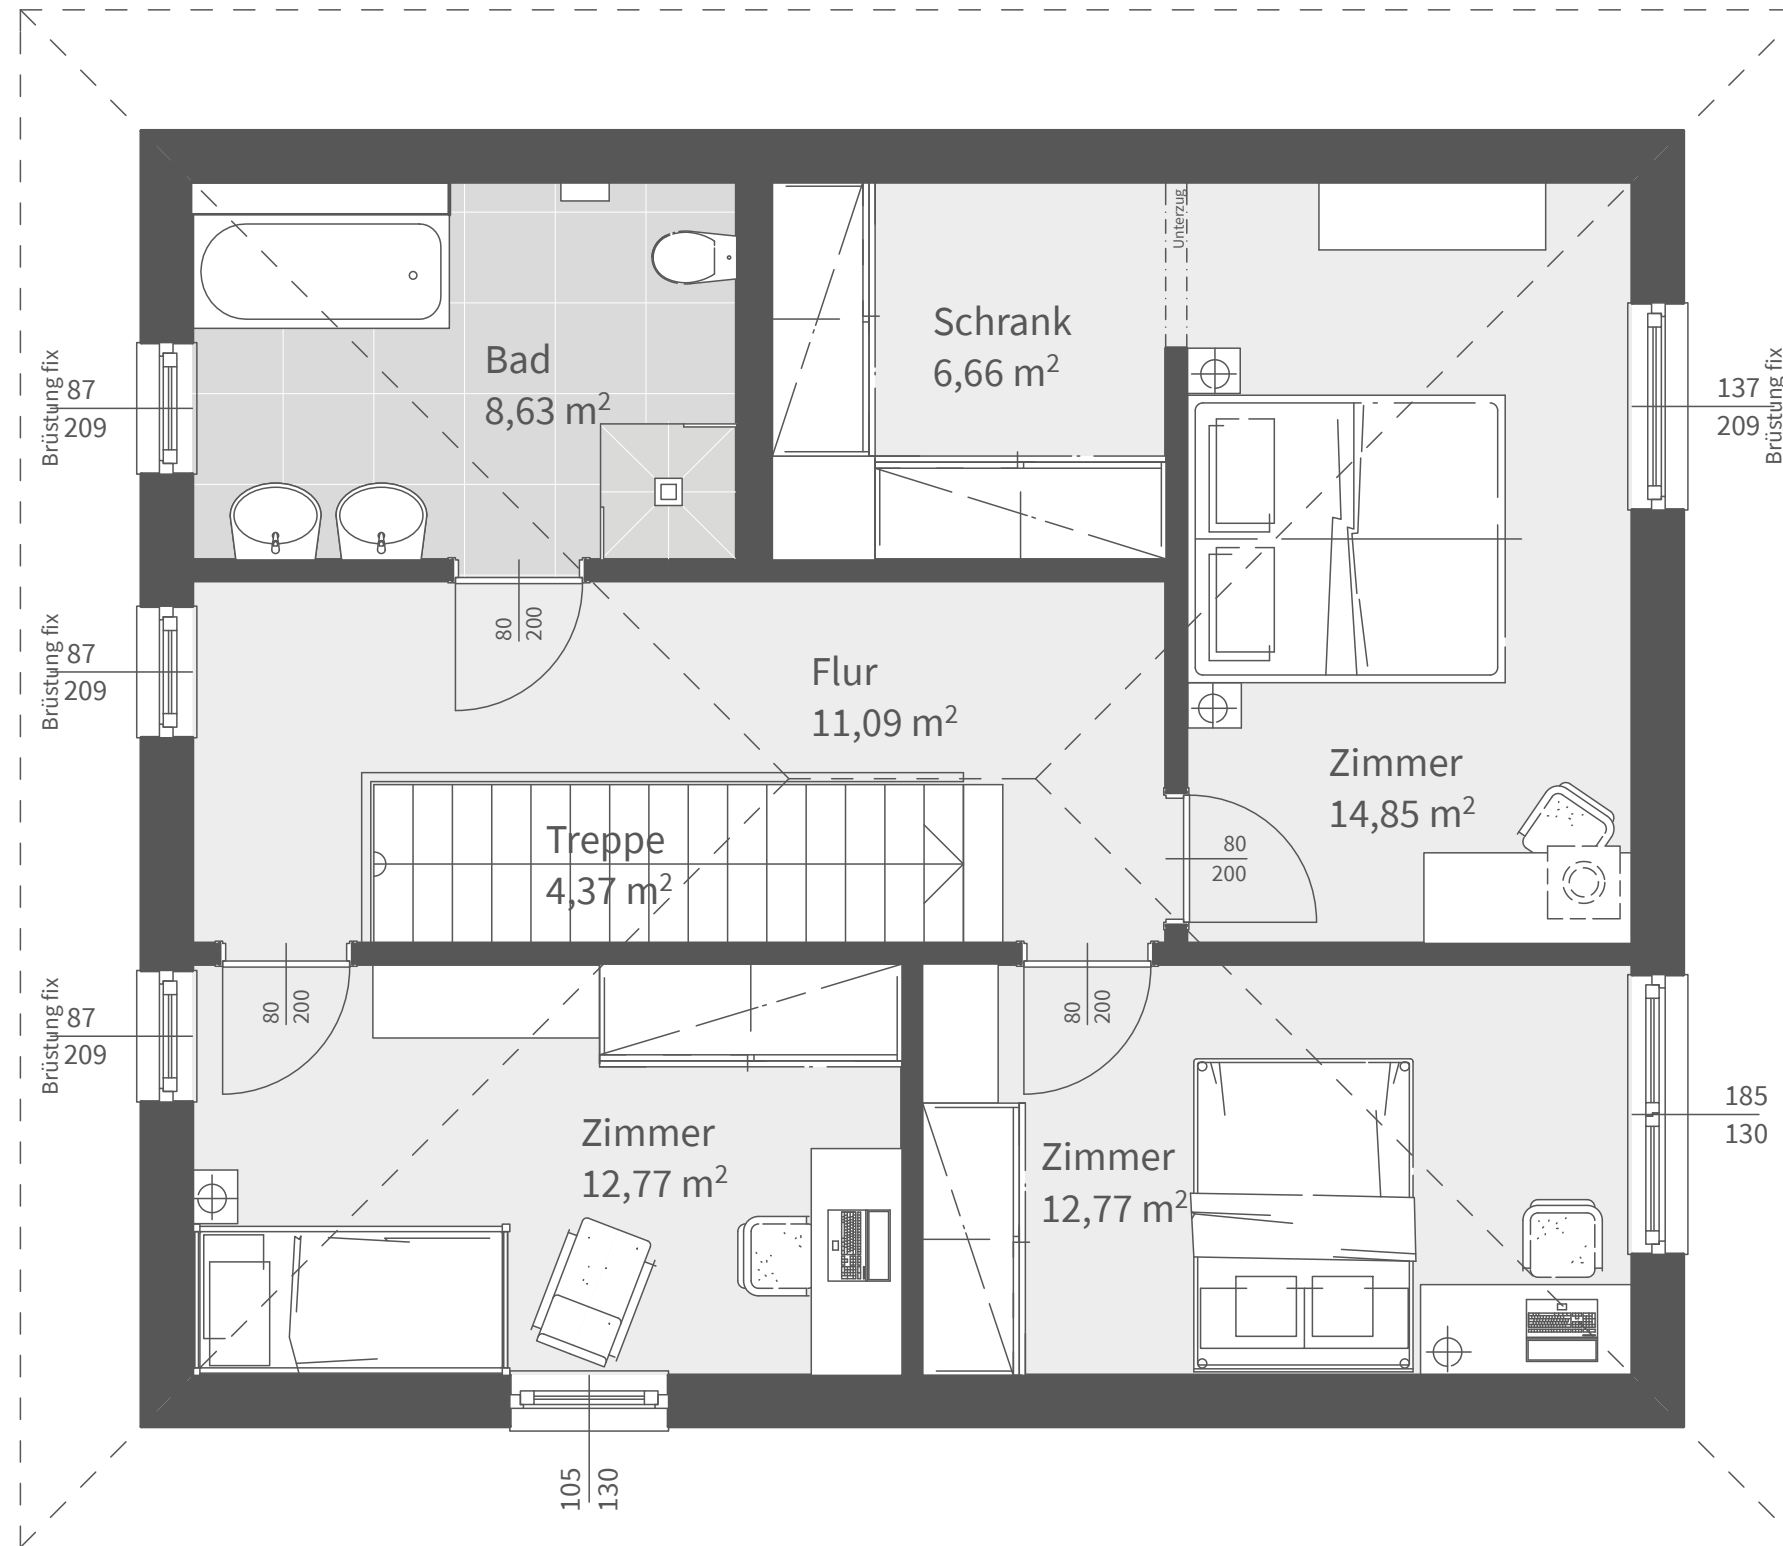 Unterzug
Schrank
6,66 m²
Bad
8,63 m²
Brüstung fix
87
209
137
209
Brüstung fix
80
200
Brüstung fix
87
209
Flur
11,09 m²
Zimmer
14,85 m²
Treppe
4,37 m²
80
200
80
200
80
200
Brüstung fix
87
209
185
130
Zimmer
12,77 m²
Zimmer
12,77 m²
105
130